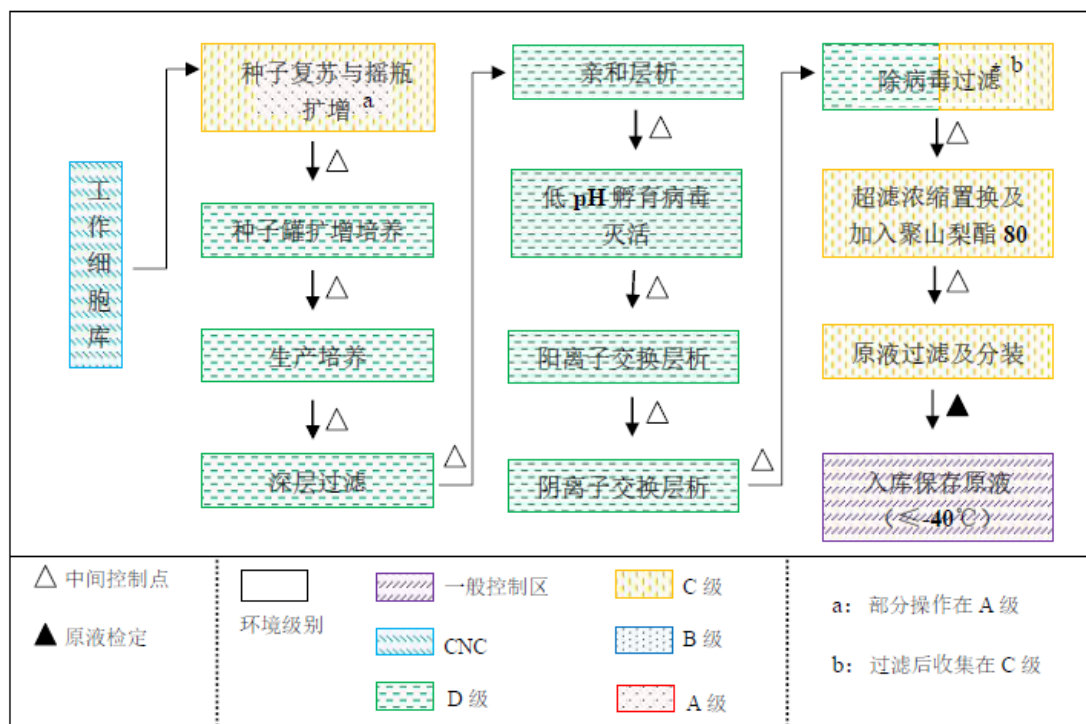 工作细胞库
种子复苏与摇瓶
扩增 a
种子罐扩增培养
生产培养
深层过滤
亲和层析
低 pH 孵育病毒
灭活
阳离子交换层析
阴离子交换层析
除病毒过滤 b
超滤浓缩置换及
加入聚山梨酯 80
原液过滤及分装
入库保存原液
（≤-40℃）
△ 中间控制点
▲ 原液检定
环境级别
一般控制区
CNC
D 级
C 级
B 级
A 级
a： 部分操作在 A 级
b： 过滤后收集在 C 级